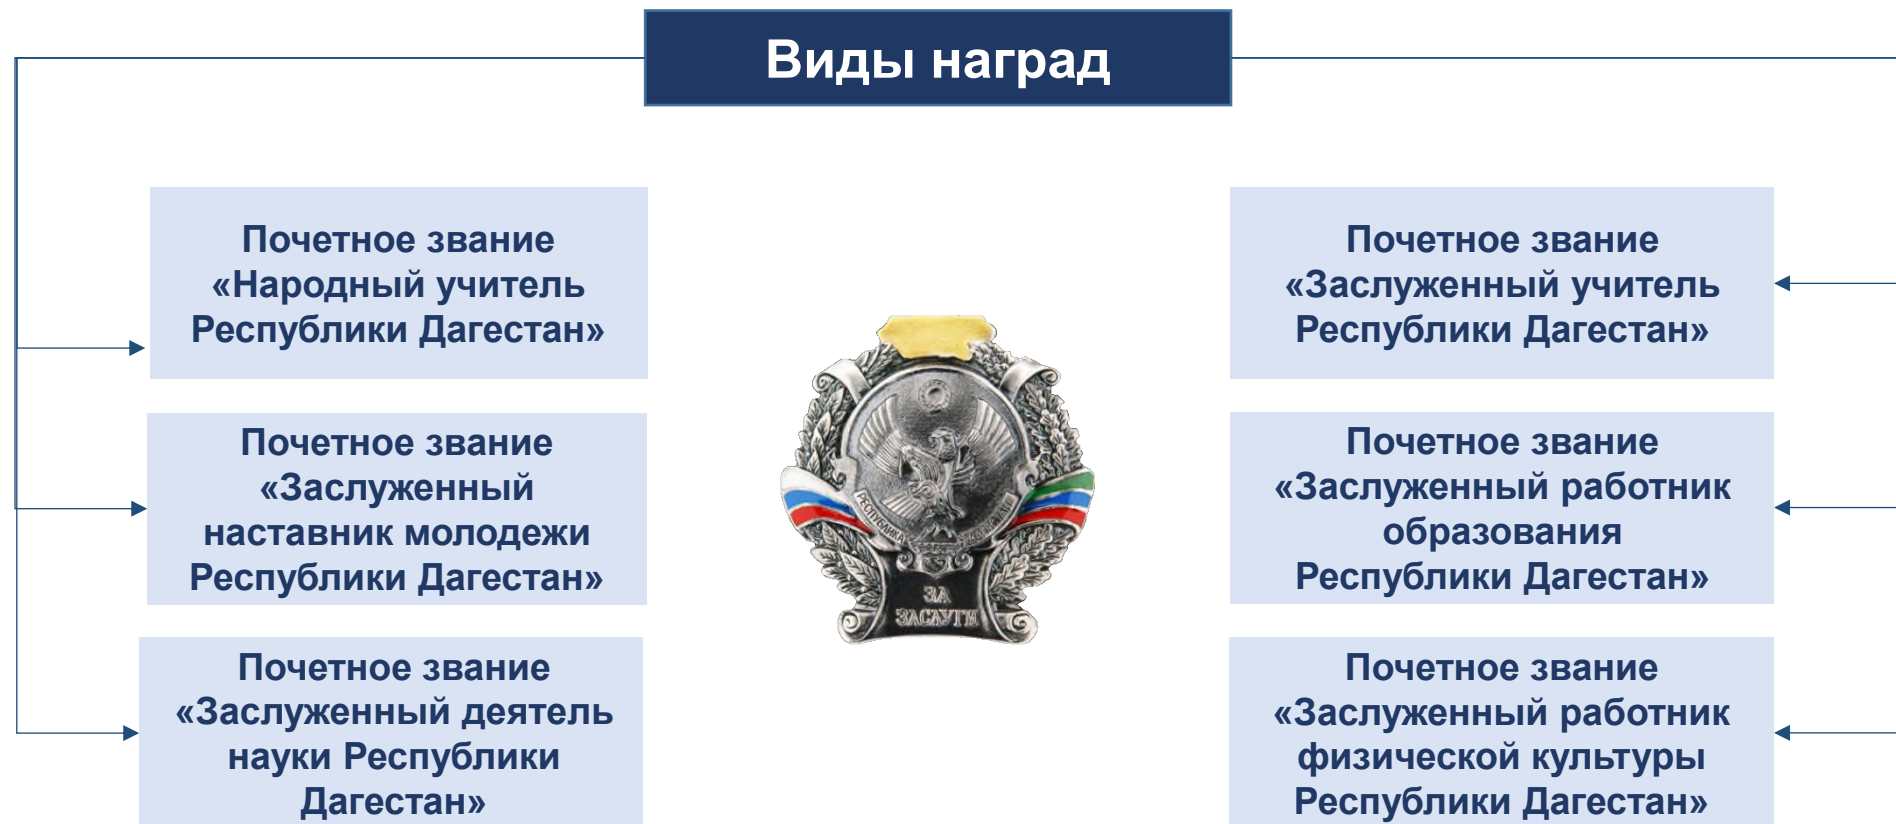 Виды наград
Почетное звание
«Народный учитель
Республики Дагестан»
Почетное звание
«Заслуженный
наставник молодежи
Республики Дагестан»
Почетное звание
«Заслуженный деятель
науки Республики
Дагестан»
РЕСПУБЛИКА
ЗА
ЗАСЛУГИ
Почетное звание
«Заслуженный учитель
Республики Дагестан»
Почетное звание
«Заслуженный работник
образования
Республики Дагестан»
Почетное звание
«Заслуженный работник
физической культуры
Республики Дагестан»